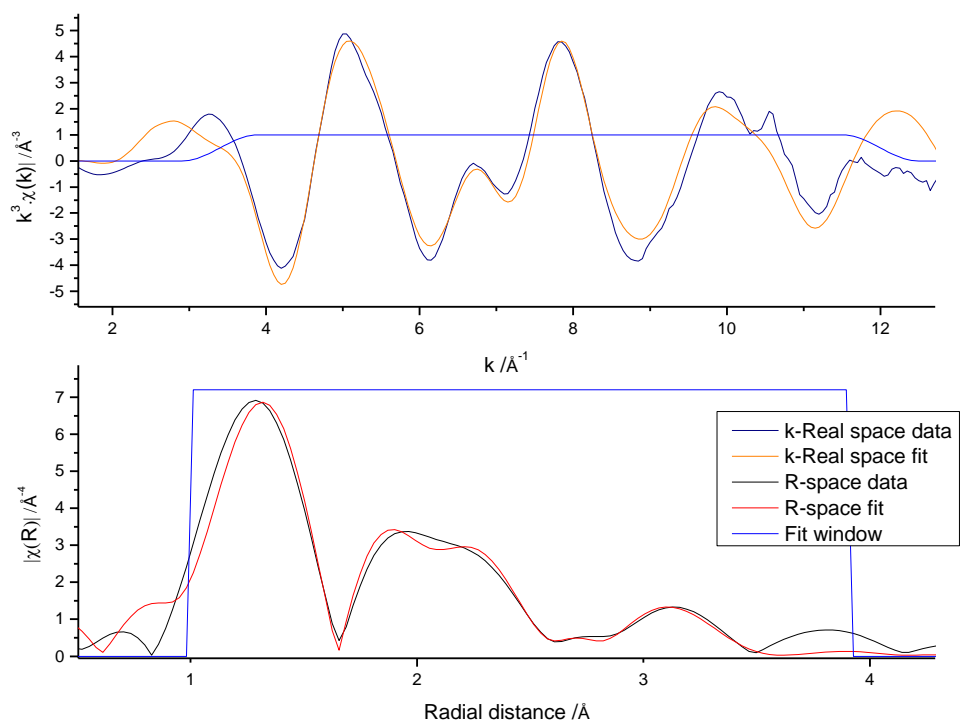 5
4
3
2
1
0
-1
-2
-3
-4
-5
k³.χ(k)| /Å⁻³
2 4 6 8 10 12
k /Å⁻¹
7
6
5
4
3
2
1
0
|χ(R)| /Å⁻⁴
k-Real space data
k-Real space fit
R-space data
R-space fit
Fit window
1 2 3 4
Radial distance /Å